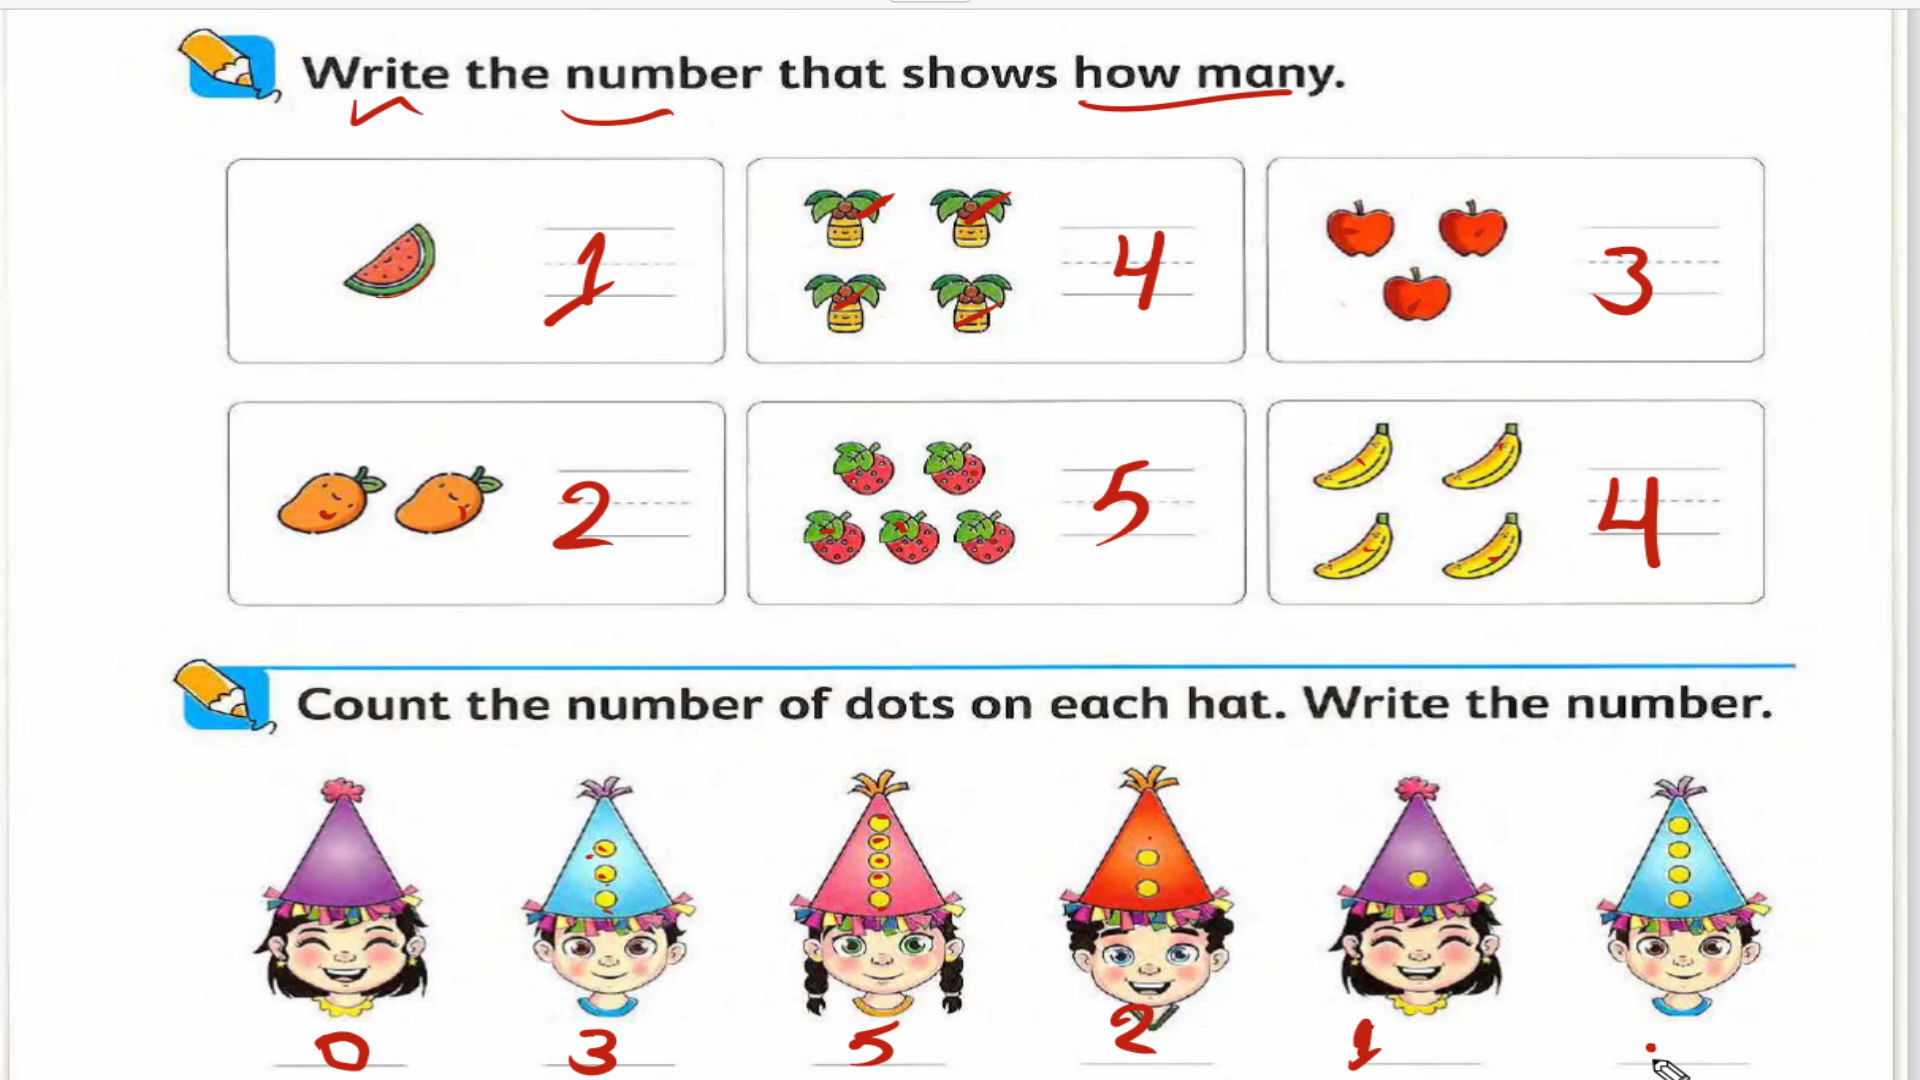 Write the number that shows how many.
1 4 3
2 5 4
Count the number of dots on each hat. Write the number.
0 3 5 2 1